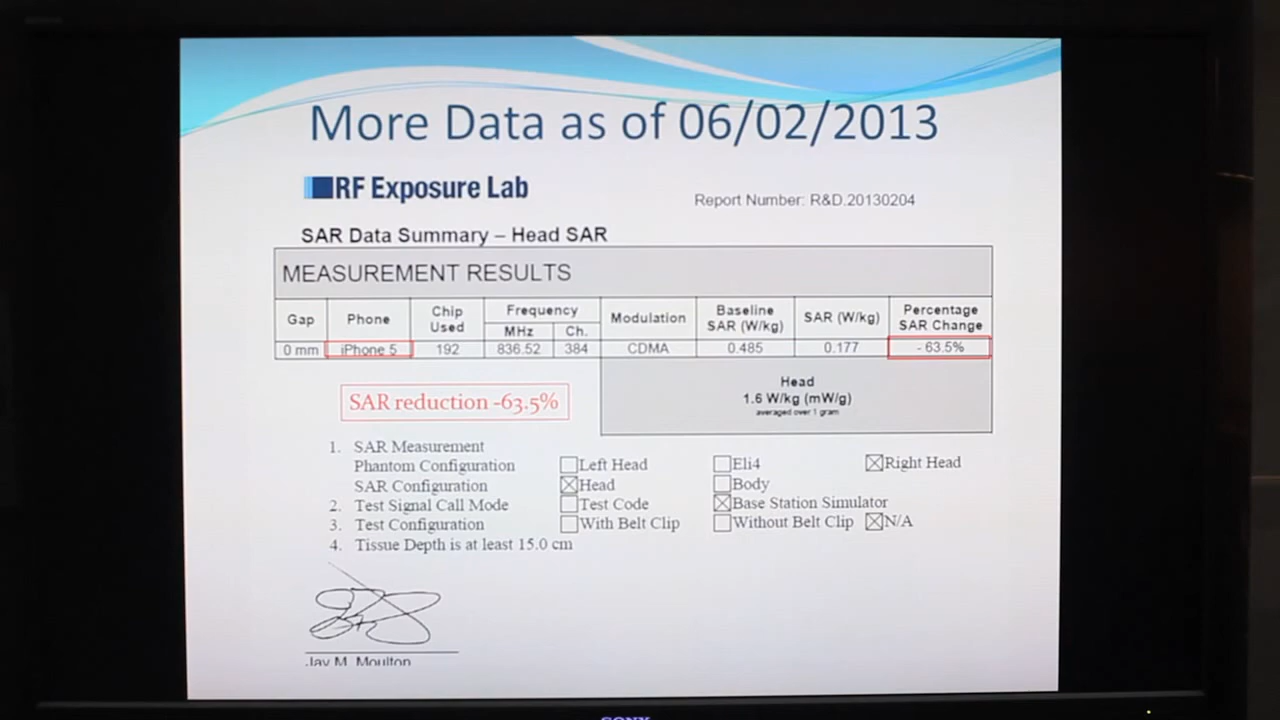 More Data as of 06/02/2013
RF Exposure Lab
Report Number: R&D.20130204
SAR Data Summary – Head SAR
MEASUREMENT RESULTS
Gap Phone Chip Used Frequency Modulation Baseline SAR (W/kg) SAR (W/kg) Percentage SAR Change
MHz Ch.
0 mm iPhone 5 192 836.52 384 CDMA 0.485 0.177 - 63.5%
Head
1.6 W/kg (mW/g)
averaged over 1 gram
SAR reduction -63.5%
1. SAR Measurement
Phantom Configuration Left Head Eli4 Right Head
SAR Configuration Head Body
2. Test Signal Call Mode Test Code Base Station Simulator
3. Test Configuration With Belt Clip Without Belt Clip N/A
4. Tissue Depth is at least 15.0 cm
Jay M. Moulton
SONY